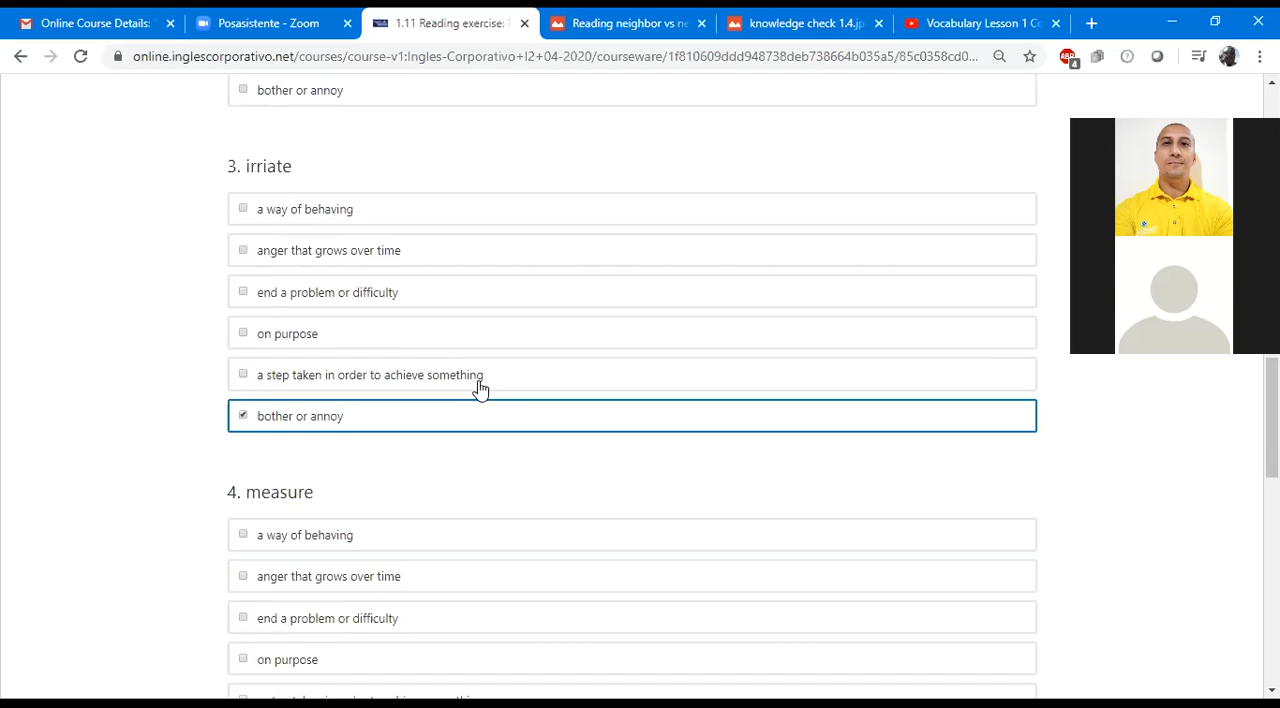 Online Course Details:
Posasistente - Zoom
1.11 Reading exercise:
Reading neighbor vs ne
knowledge check 1.4.jp
Vocabulary Lesson 1 Co
online.inglescorporativo.net/courses/course-v1:Ingles-Corporativo+I2+04-2020/courseware/1f810609ddd948738deb738664b035a5/85c0358cd0...
4
bother or annoy
3. irriate
a way of behaving
anger that grows over time
end a problem or difficulty
on purpose
a step taken in order to achieve something
bother or annoy
4. measure
a way of behaving
anger that grows over time
end a problem or difficulty
on purpose